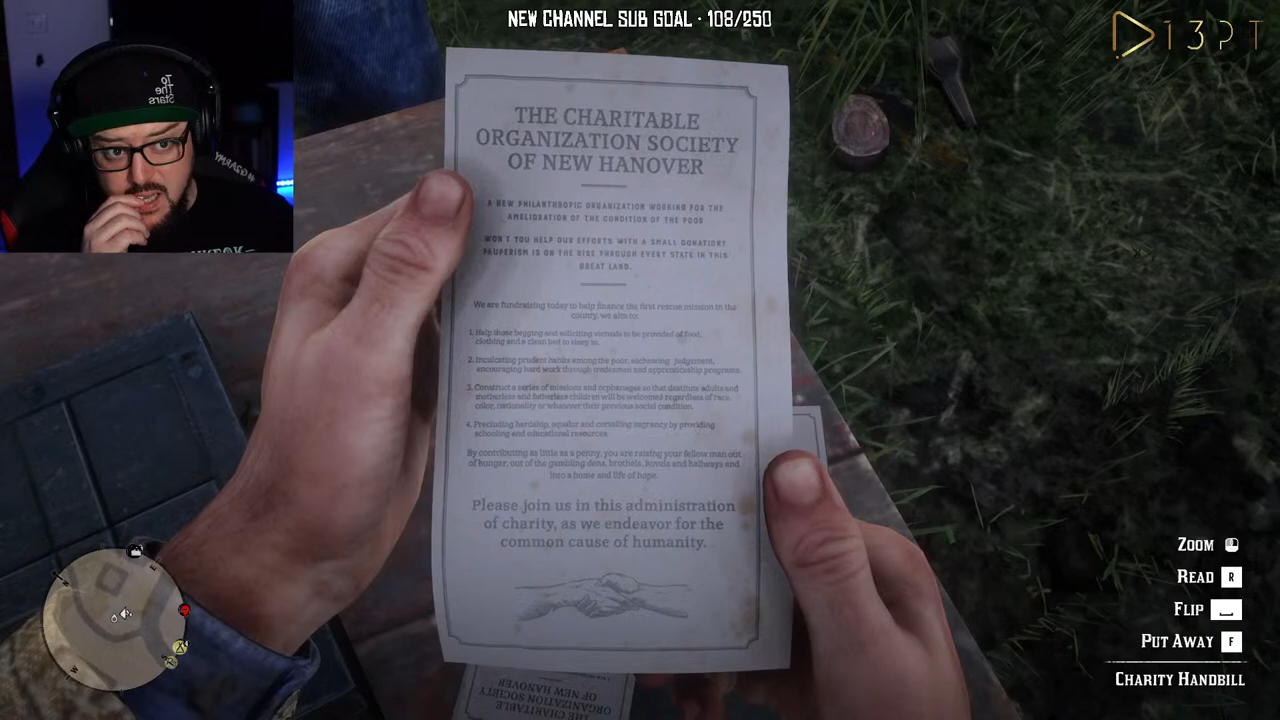 NEW CHANNEL SUB GOAL · 108/250
To
The
Stars
THE CHARITABLE
ORGANIZATION SOCIETY
OF NEW HANOVER
A NEW PHILANTHROPIC ORGANIZATION WORKING FOR THE
AMELIORATION OF THE CONDITION OF THE POOR
WON'T YOU HELP OUR EFFORTS WITH A SMALL DONATION?
PAUPERISM IS ON THE RISE THROUGH EVERY STATE IN THIS
GREAT LAND.
We are fundraising today to help finance the first rescue mission in the
county, we aim to:
1. Help those begging and soliciting victuals to be provided of food,
clothing and a clean bed to sleep in.
2. Inculcating prudent habits among the poor, eschewing judgement,
encouraging hard work through tradesmen and apprenticeship programs.
3. Construct a series of missions and orphanages so that destitute adults and
motherless and fatherless children will be welcomed regardless of race,
color, nationality or whatever their previous social condition.
4. Precluding hardship, squalor and corralling vagrancy by providing
schooling and educational resources.
By contributing as little as a penny, you are raising your fellow man out
of hunger, out of the gambling dens, brothels, hovels and hallways and
into a home and life of hope.
Please join us in this administration
of charity, as we endeavor for the
common cause of humanity.
THE CHARITABLE
ORGANIZATION SOCIETY
OF NEW HANOVER
ZOOM
READ R
FLIP
PUT AWAY F
CHARITY HANDBILL